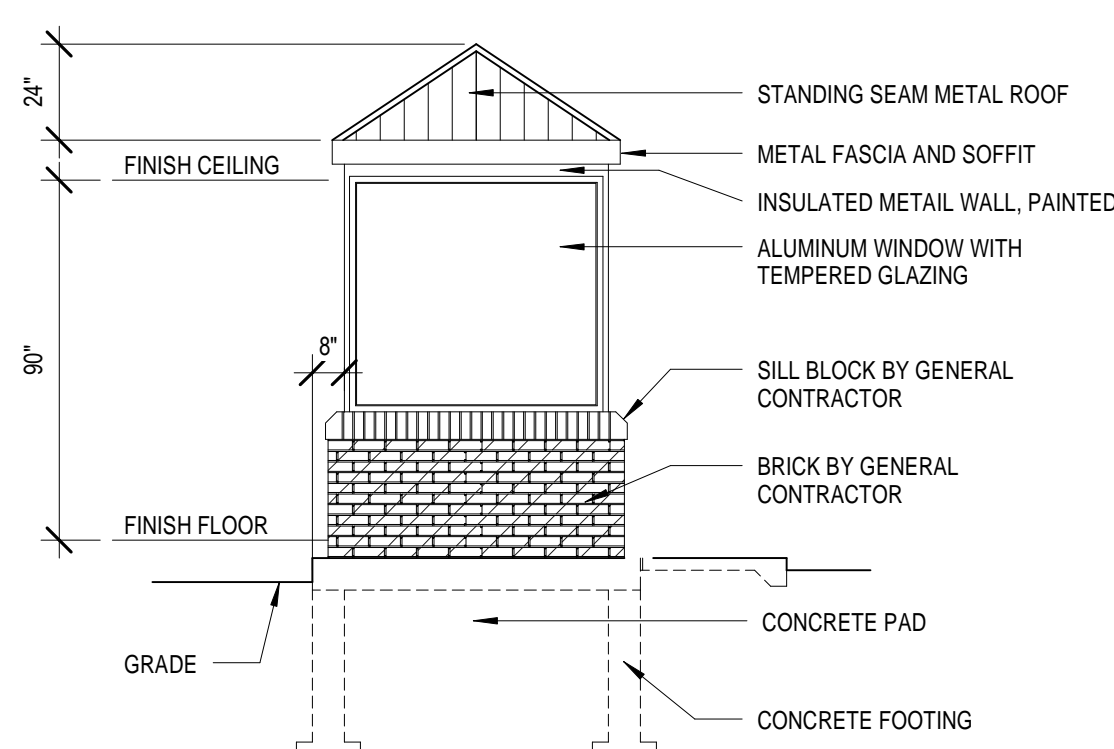 24"
STANDING SEAM METAL ROOF
METAL FASCIA AND SOFFIT
FINISH CEILING
INSULATED METAIL WALL, PAINTED
ALUMINUM WINDOW WITH
TEMPERED GLAZING
90"
8"
SILL BLOCK BY GENERAL
CONTRACTOR
BRICK BY GENERAL
CONTRACTOR
FINISH FLOOR
CONCRETE PAD
GRADE
CONCRETE FOOTING